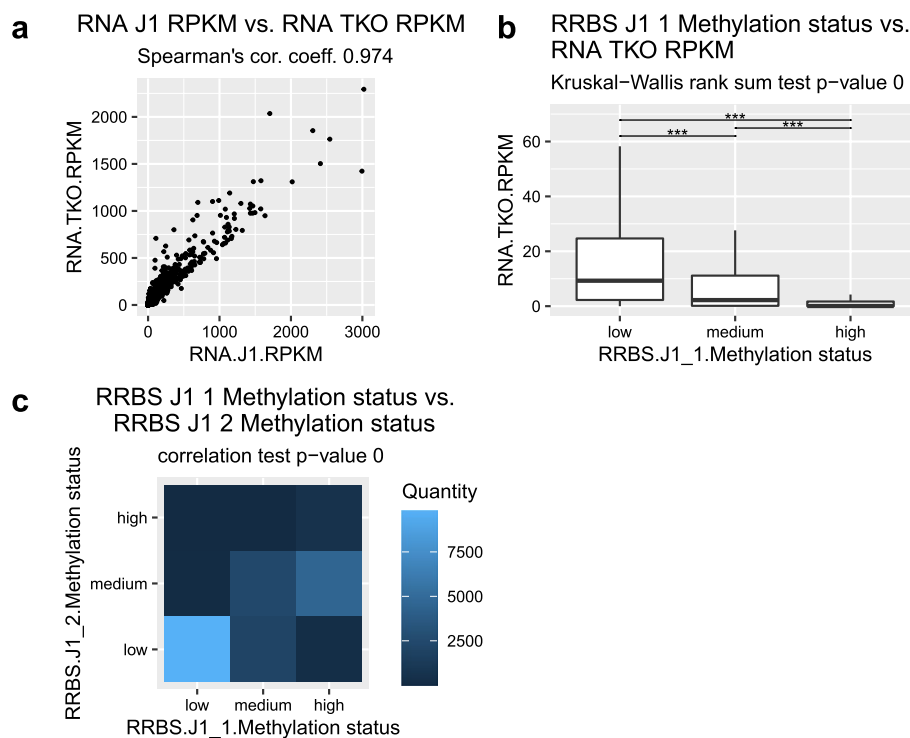 a
RNA J1 RPKM vs. RNA TKO RPKM
Spearman's cor. coeff. 0.974
RNA.TKO.RPKM
2000
1500
1000
500
0
0 1000 2000 3000
RNA.J1.RPKM
b
RRBS J1 1 Methylation status vs.
RNA TKO RPKM
Kruskal−Wallis rank sum test p−value 0
RNA.TKO.RPKM
60
40
20
0
***
*** ***
low medium high
RRBS.J1_1.Methylation status
c
RRBS J1 1 Methylation status vs.
RRBS J1 2 Methylation status
correlation test p−value 0
RRBS.J1_2.Methylation status
high
medium
low
low medium high
RRBS.J1_1.Methylation status
Quantity
7500
5000
2500